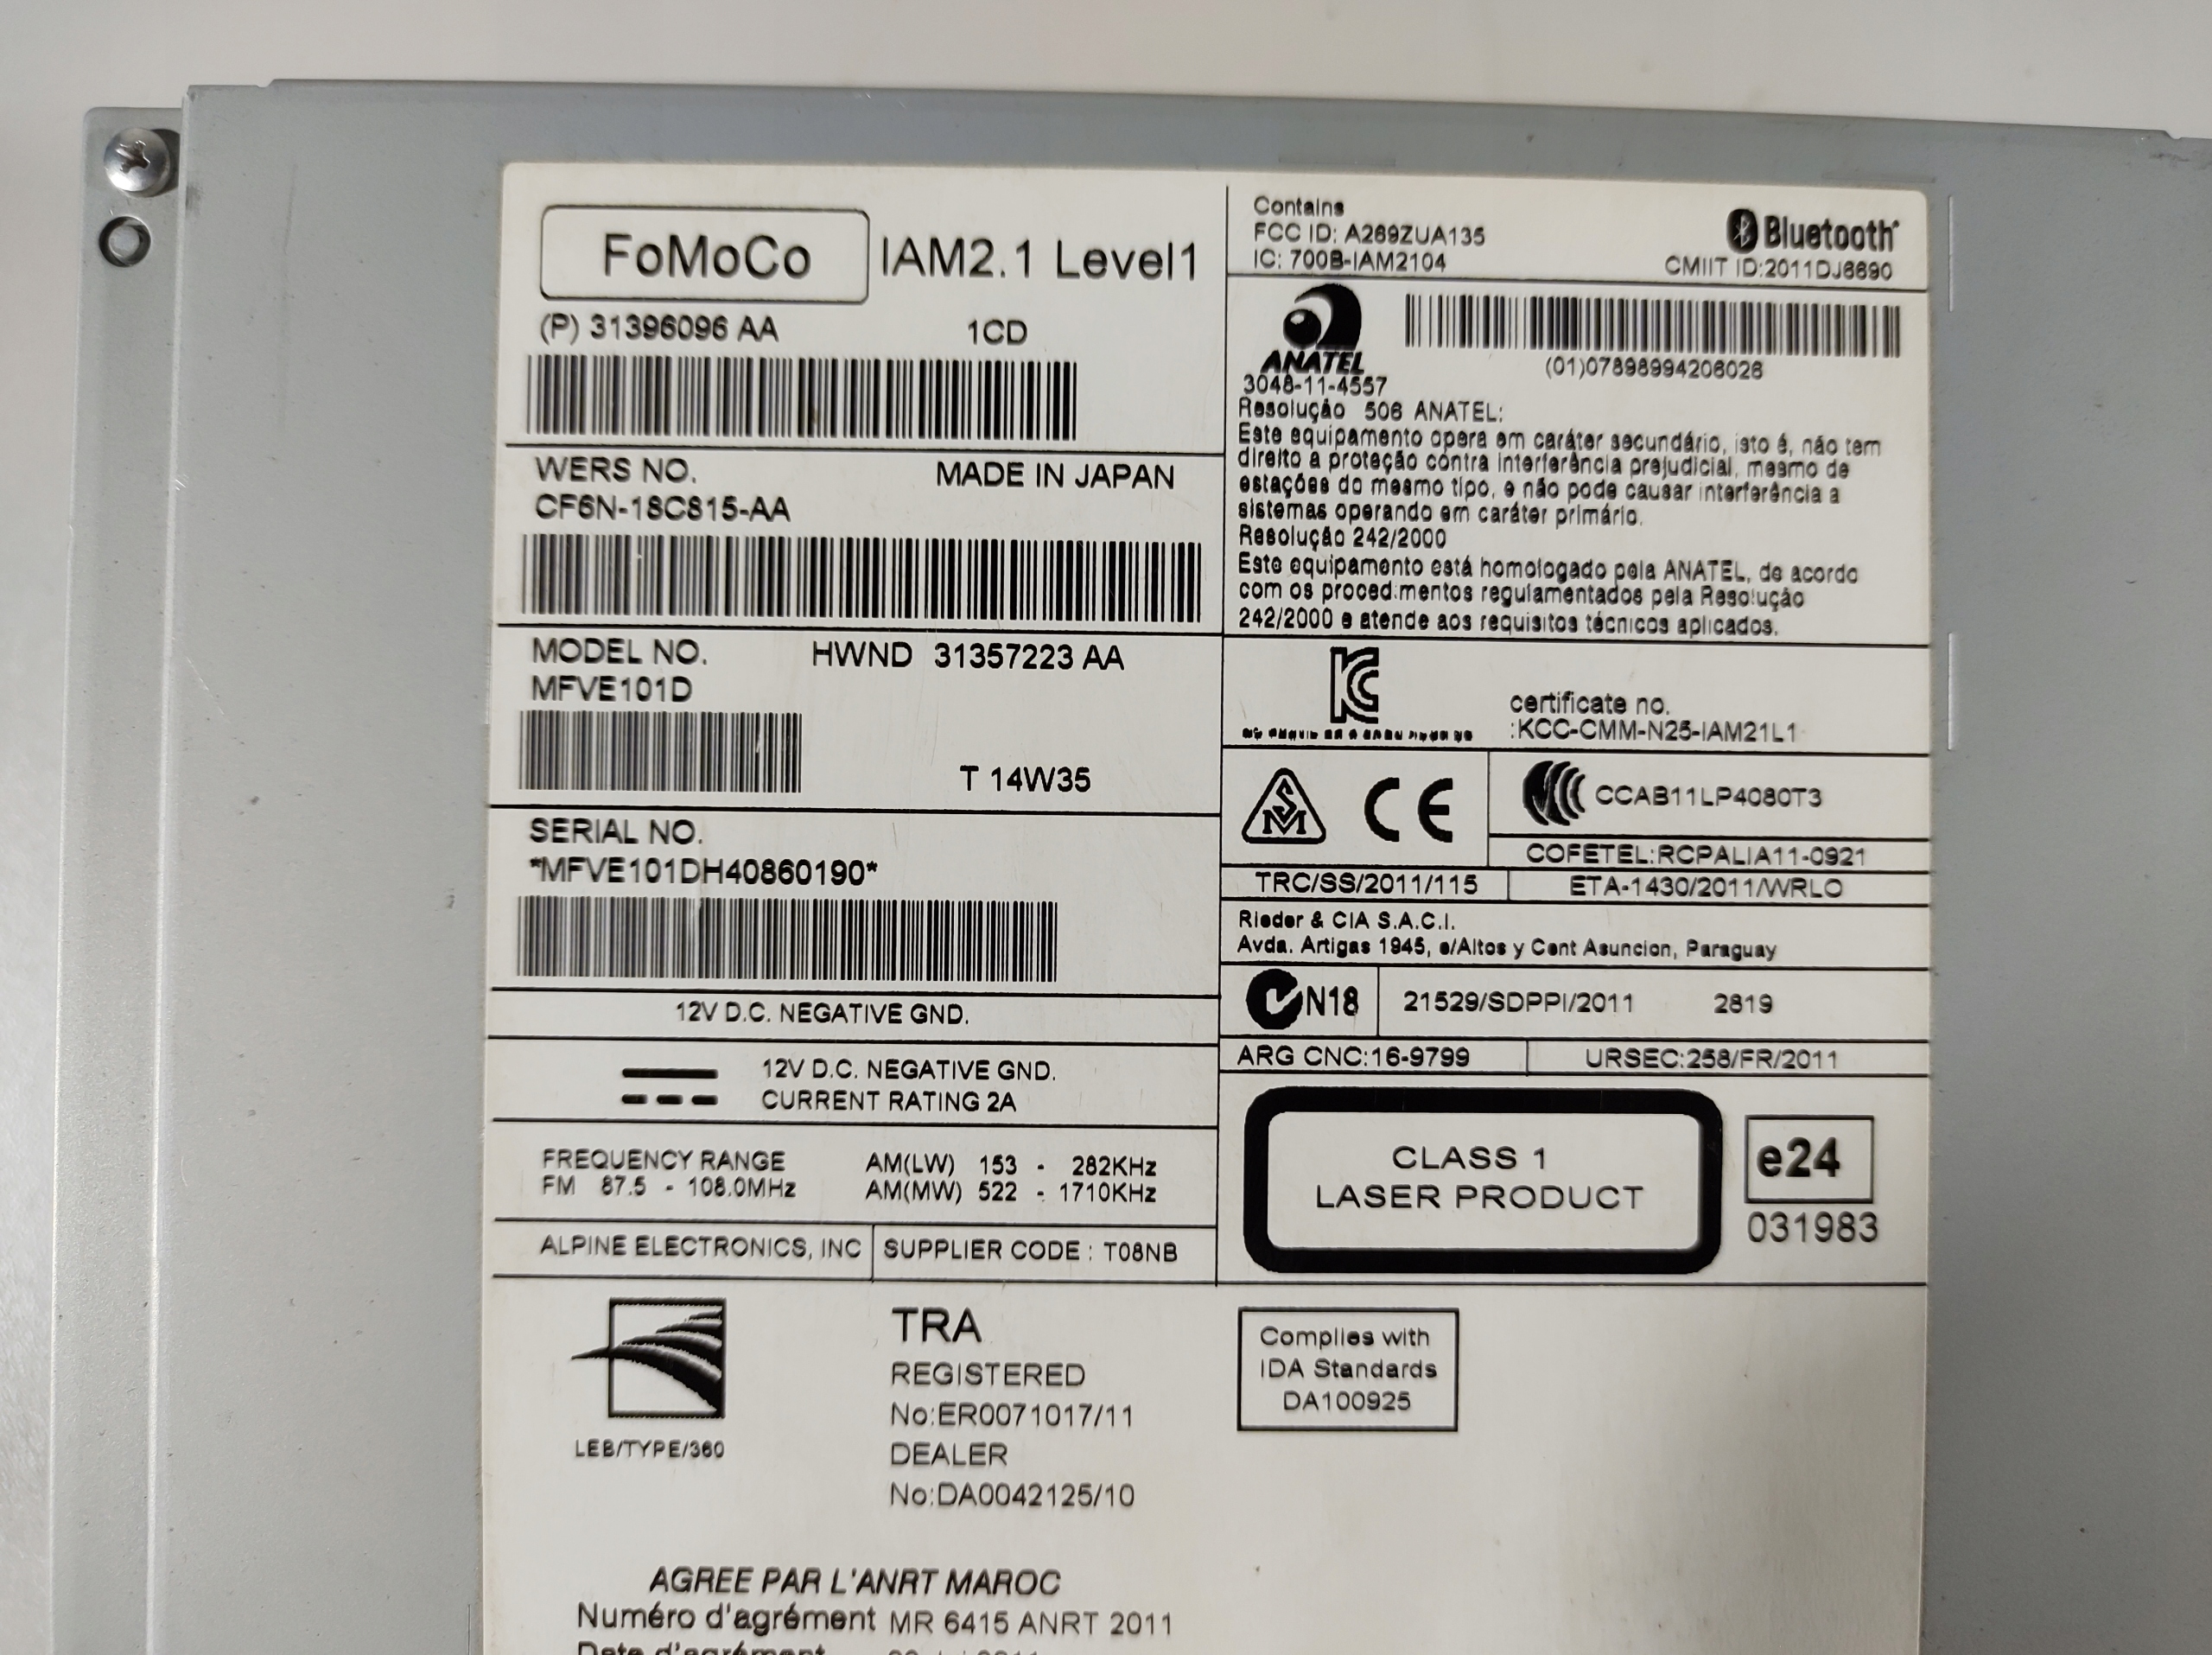 FoMoCo IAM2.1 Level1
(P) 31396096 AA 1CD
WERS NO. MADE IN JAPAN
CF6N-18C815-AA
MODEL NO. HWND 31357223 AA
MFVE101D
T 14W35
SERIAL NO.
*MFVE101DH40860190*
12V D.C. NEGATIVE GND.
12V D.C. NEGATIVE GND.
CURRENT RATING 2A
FREQUENCY RANGE AM(LW) 153 - 282KHz
FM 87.5 - 108.0MHz AM(MW) 522 - 1710KHz
ALPINE ELECTRONICS, INC SUPPLIER CODE : T08NB
Contains
FCC ID: A269ZUA135
IC: 700B-IAM2104
Bluetooth
CMIIT ID:2011DJ6690
ANATEL
3048-11-4557
(01)07898994206026
Resolução 506 ANATEL:
Este equipamento opera em caráter secundário, isto é, não tem
direito a proteção contra interferência prejudicial, mesmo de
estações do mesmo tipo, e não pode causar interferência a
sistemas operando em caráter primário.
Resolução 242/2000
Este equipamento está homologado pela ANATEL, de acordo
com os procedimentos regulamentados pela Resolução
242/2000 e atende aos requisitos técnicos aplicados.
certificate no.
:KCC-CMM-N25-IAM21L1
SM CE CCAB11LP4080T3
COFETEL:RCPALIA11-0921
TRC/SS/2011/115 ETA-1430/2011/WRLO
Rieder & CIA S.A.C.I.
Avda. Artigas 1945, e/Altos y Cent Asuncion, Paraguay
N18 21529/SDPPI/2011 2819
ARG CNC:16-9799 URSEC:258/FR/2011
CLASS 1
LASER PRODUCT
e24
031983
LEB/TYPE/360
TRA
REGISTERED
No:ER0071017/11
DEALER
No:DA0042125/10
Complies with
IDA Standards
DA100925
AGREE PAR L'ANRT MAROC
Numéro d'agrément MR 6415 ANRT 2011
Date d'agrément